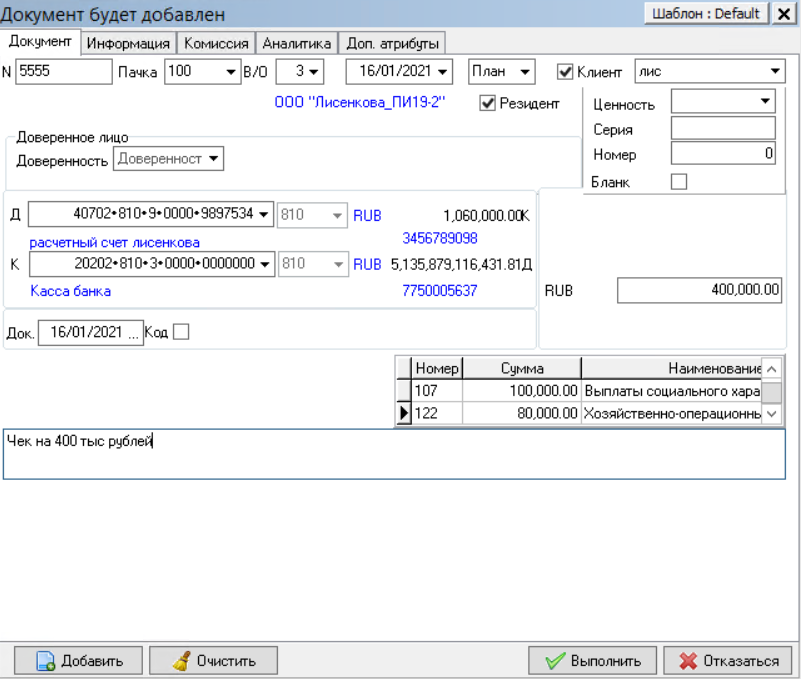 Документ будет добавлен
Шаблон : Default
Документ Информация Комиссия Аналитика Доп. атрибуты
N 5555 Пачка 100 В/О 3 16/01/2021 План Клиент лис
ООО "Лисенкова_ПИ19-2" Резидент
Ценность
Серия
Номер 0
Бланк
Доверенное лицо
Доверенность Доверенност
Д 40702•810•9•0000•9897534 810 RUB 1,060,000.00К
расчетный счет лисенкова 3456789098
К 20202•810•3•0000•0000000 810 RUB 5,135,879,116,431.81Д
Касса банка 7750005637
RUB 400,000.00
Док. 16/01/2021 ... Код
Номер Сумма Наименование
107 100,000.00 Выплаты социального хара
122 80,000.00 Хозяйственно-операционнь
Чек на 400 тыс рублей
Добавить Очистить Выполнить Отказаться